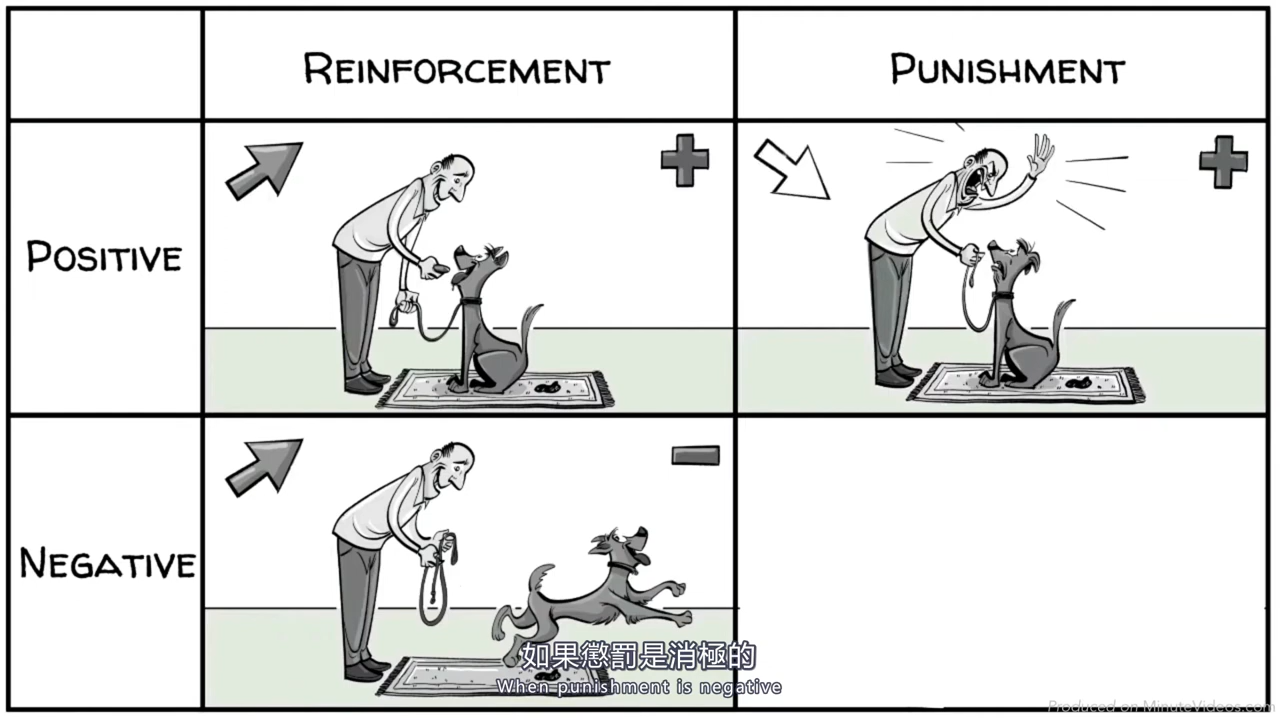 REINFORCEMENT
PUNISHMENT
POSITIVE
NEGATIVE
如果懲罰是消極的
When punishment is negative
Produced on MinuteVideos.com